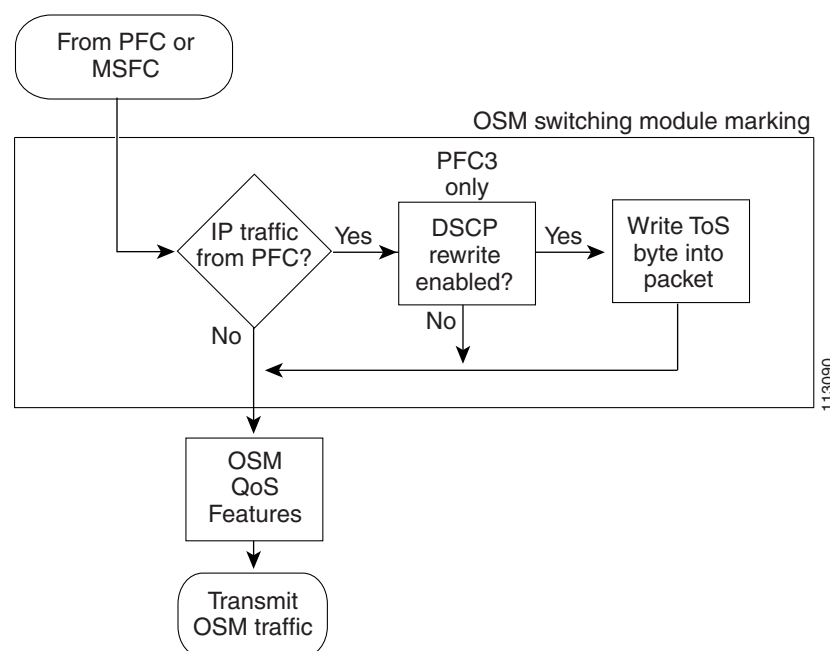 From PFC or
MSFC
OSM switching module marking
PFC3
only
IP traffic
from PFC?
Yes
DSCP
rewrite
enabled?
Yes
Write ToS
byte into
packet
No
No
113090
OSM
QoS
Features
Transmit
OSM traffic